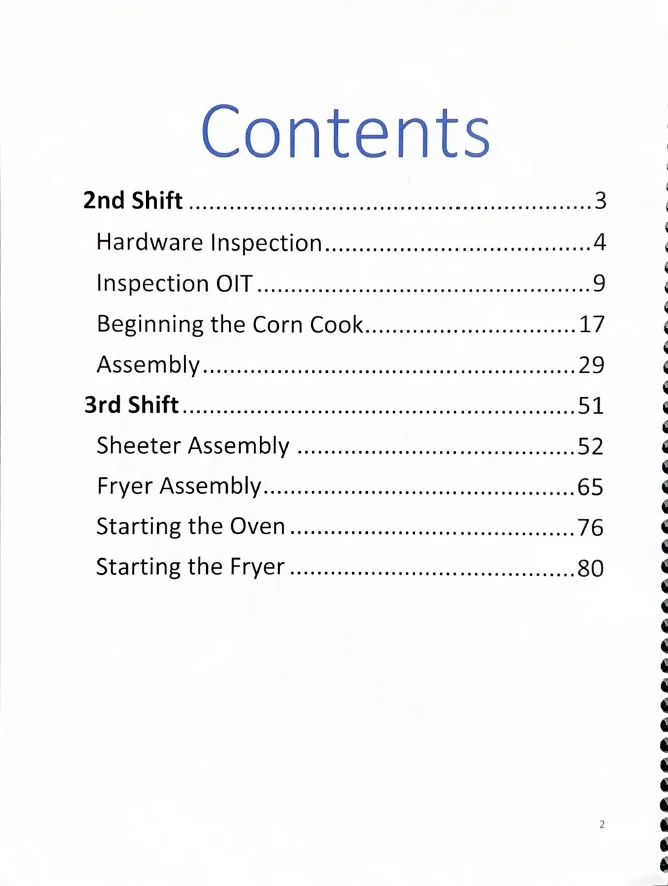 Contents
2nd Shift ............................................................3
Hardware Inspection........................................4
Inspection OIT..................................................9
Beginning the Corn Cook................................17
Assembly........................................................29
3rd Shift...........................................................51
Sheeter Assembly ..........................................52
Fryer Assembly...............................................65
Starting the Oven ...........................................76
Starting the Fryer ...........................................80
2